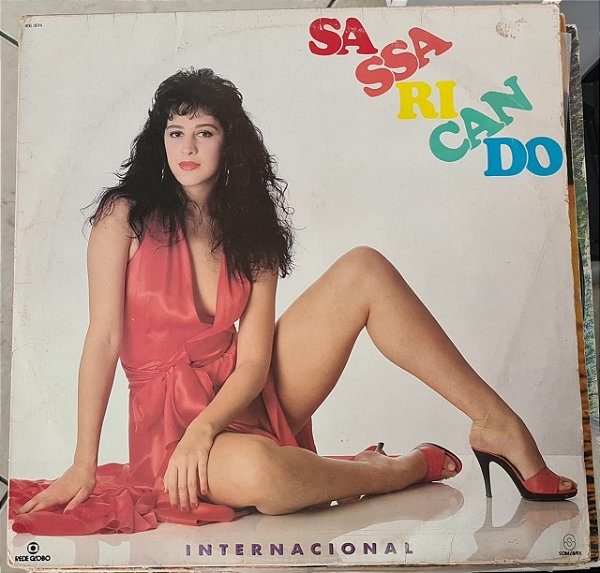 SA
SSA
RI
CAN
DO
INTERNACIONAL
REDE GLOBO
SOM LIVRE